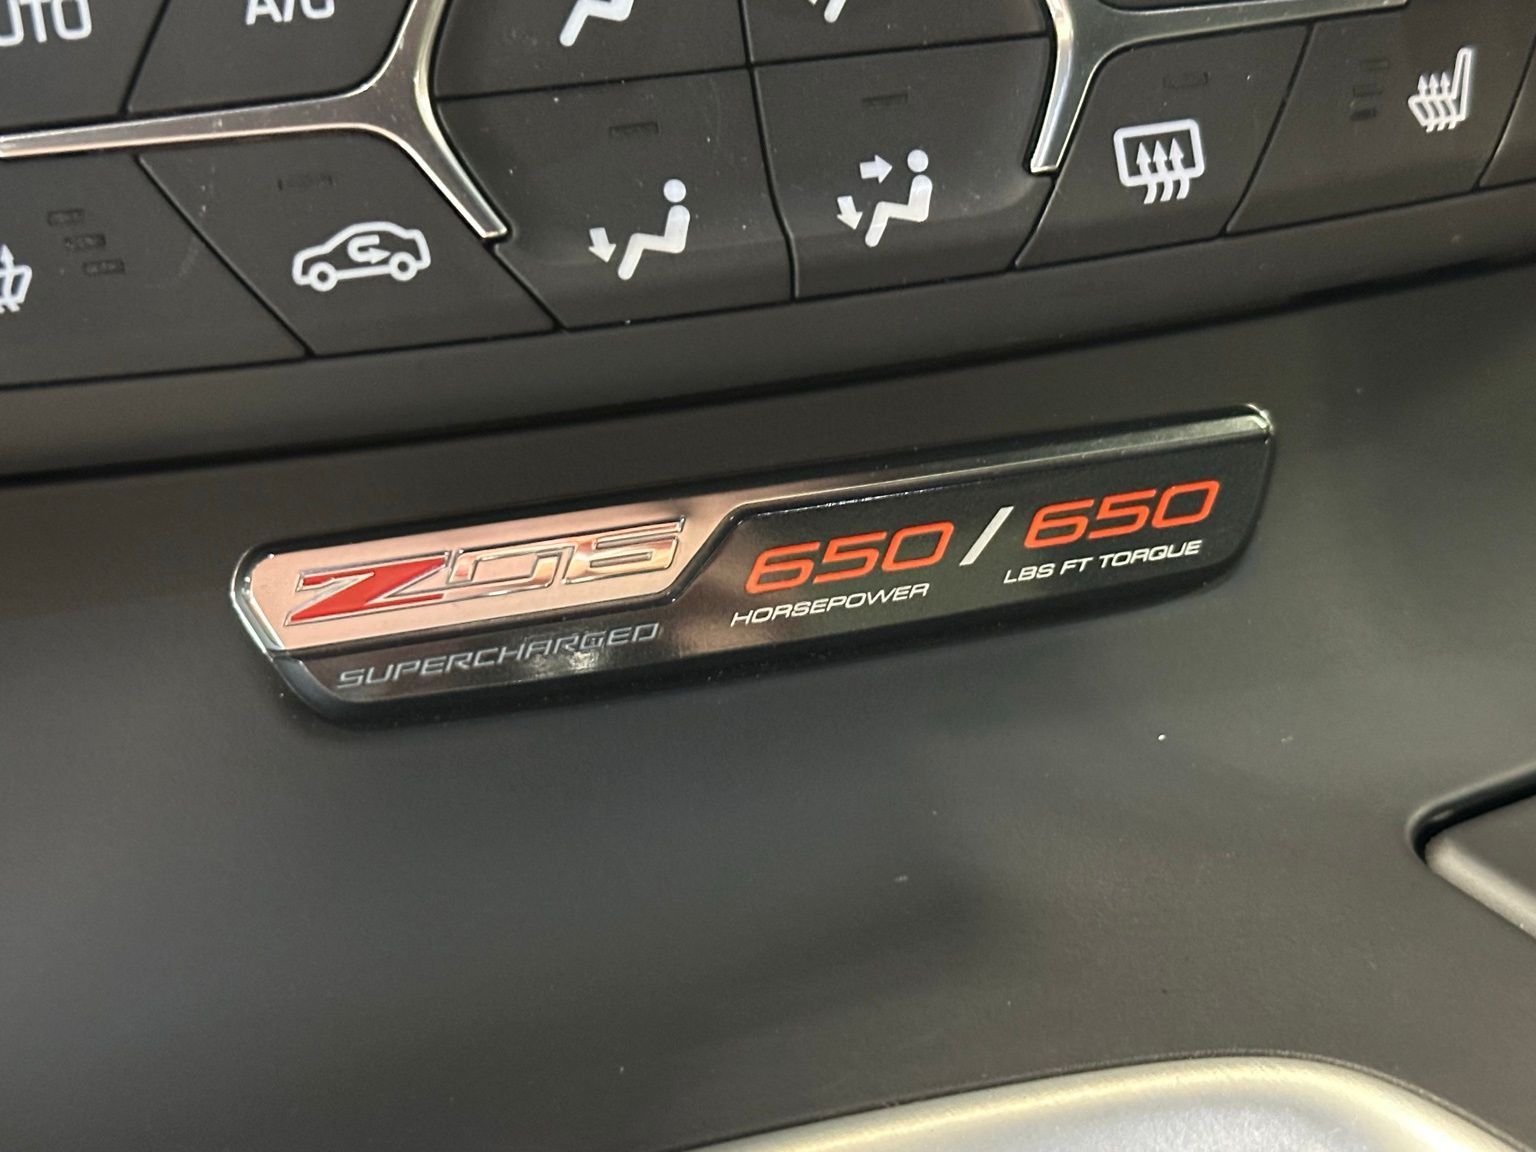 AUTO
A/C
Z06
650 / 650
HORSEPOWER
LBS FT TORQUE
SUPERCHARGED